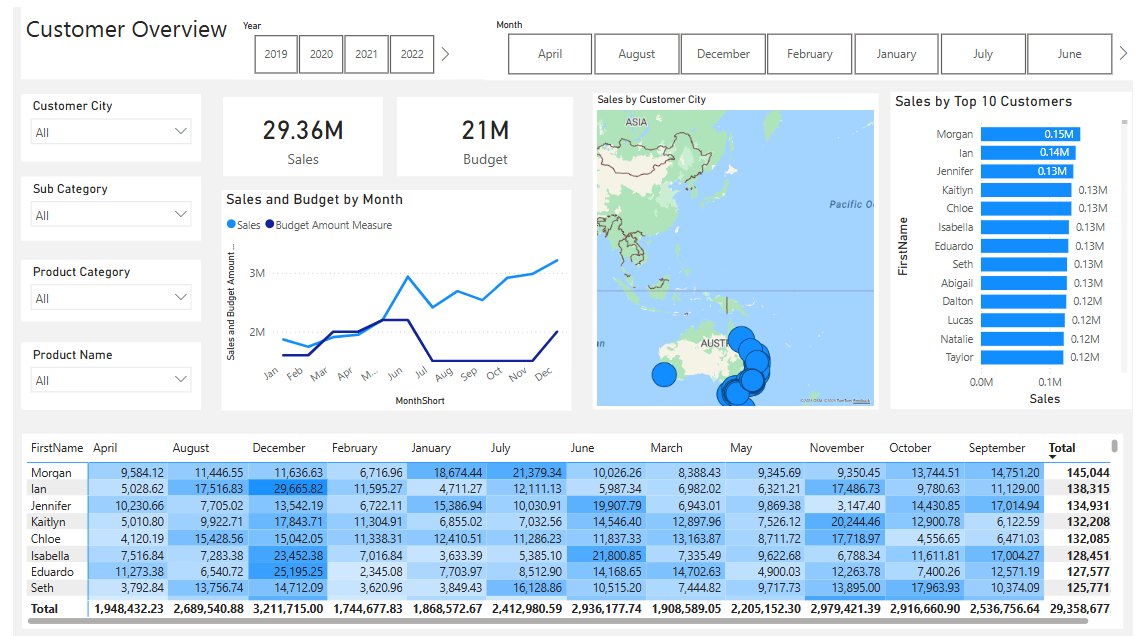 Customer Overview
Year
2019 2020 2021 2022
Month
April August December February January July June
Customer City
All
Sub Category
All
Product Category
All
Product Name
All
29.36M
Sales
21M
Budget
Sales and Budget by Month
Sales Budget Amount Measure
Sales and Budget Amount ...
3M
2M
Jan Feb Mar Apr M... Jun Jul Aug Sep Oct Nov Dec
MonthShort
Sales by Customer City
ASIA
Pacific O
AUSTR
Sales by Top 10 Customers
FirstName
Morgan 0.15M
Ian 0.14M
Jennifer 0.13M
Kaitlyn 0.13M
Chloe 0.13M
Isabella 0.13M
Eduardo 0.13M
Seth 0.13M
Abigail 0.13M
Dalton 0.12M
Lucas 0.12M
Natalie 0.12M
Taylor 0.12M
0.0M 0.1M
Sales
FirstName April August December February January July June March May November October September Total
Morgan 9,584.12 11,446.55 11,636.63 6,716.96 18,674.44 21,379.34 10,026.26 8,388.43 9,345.69 9,350.45 13,744.51 14,751.20 145,044
Ian 5,028.62 17,516.83 29,665.82 11,595.27 4,711.27 12,111.13 5,987.34 6,982.02 6,321.21 17,486.73 9,780.63 11,129.00 138,315
Jennifer 10,230.66 7,705.02 13,542.19 6,722.11 15,386.94 10,030.91 19,907.79 6,943.01 9,869.38 3,147.40 14,430.85 17,014.94 134,931
Kaitlyn 5,010.80 9,922.71 17,843.71 11,304.91 6,855.02 7,032.56 14,546.40 12,897.96 7,526.12 20,244.46 12,900.78 6,122.59 132,208
Chloe 4,120.19 15,428.56 15,042.05 11,338.31 12,410.51 11,286.23 11,837.33 13,163.87 8,711.72 17,718.97 4,556.65 6,471.03 132,085
Isabella 7,516.84 7,283.38 23,452.38 7,016.84 3,633.39 5,385.10 21,800.85 7,335.49 9,622.68 6,788.34 11,611.81 17,004.27 128,451
Eduardo 11,273.38 6,540.72 25,195.25 2,345.08 7,703.97 8,512.90 14,168.65 14,702.63 4,900.03 12,263.78 7,400.26 12,571.19 127,577
Seth 3,792.84 13,756.74 14,712.09 3,620.96 3,849.43 16,128.86 10,515.20 7,444.82 9,717.73 13,895.00 17,963.93 10,374.09 125,771
Total 1,948,432.23 2,689,540.88 3,211,715.00 1,744,677.83 1,868,572.67 2,412,980.59 2,936,177.74 1,908,589.05 2,205,152.30 2,979,421.39 2,916,660.90 2,536,756.64 29,358,677